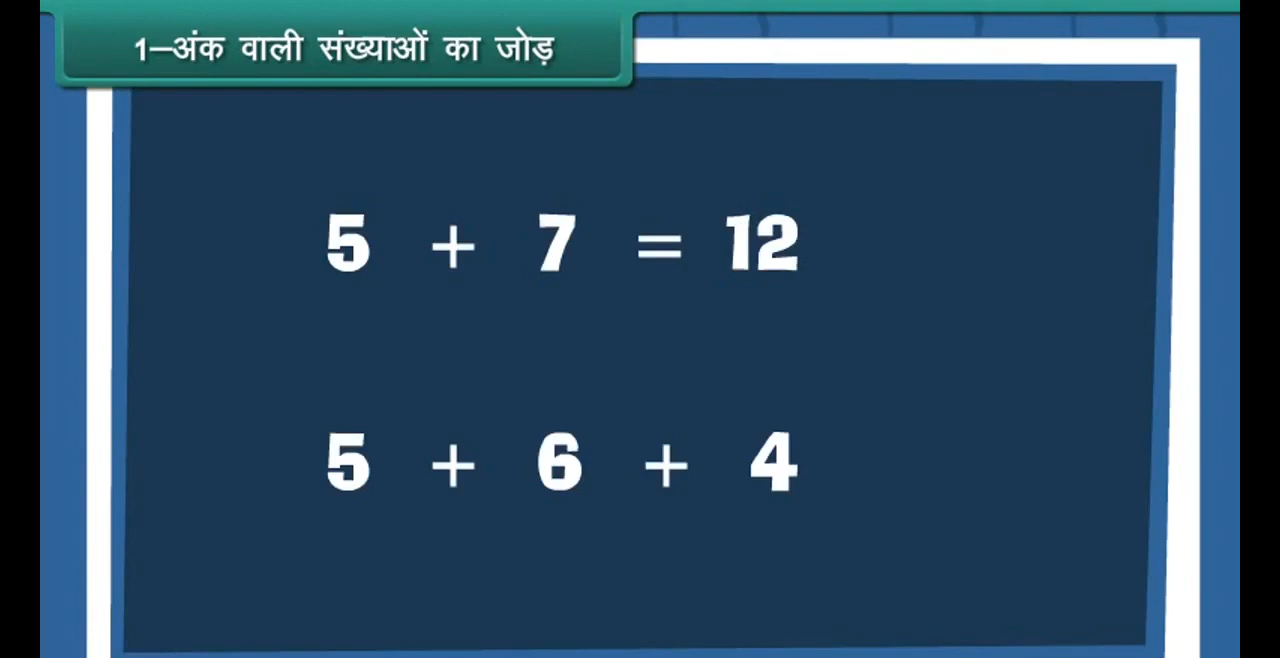 1–अंक वाली संख्याओं का जोड़
5 + 7 = 12
5 + 6 + 4